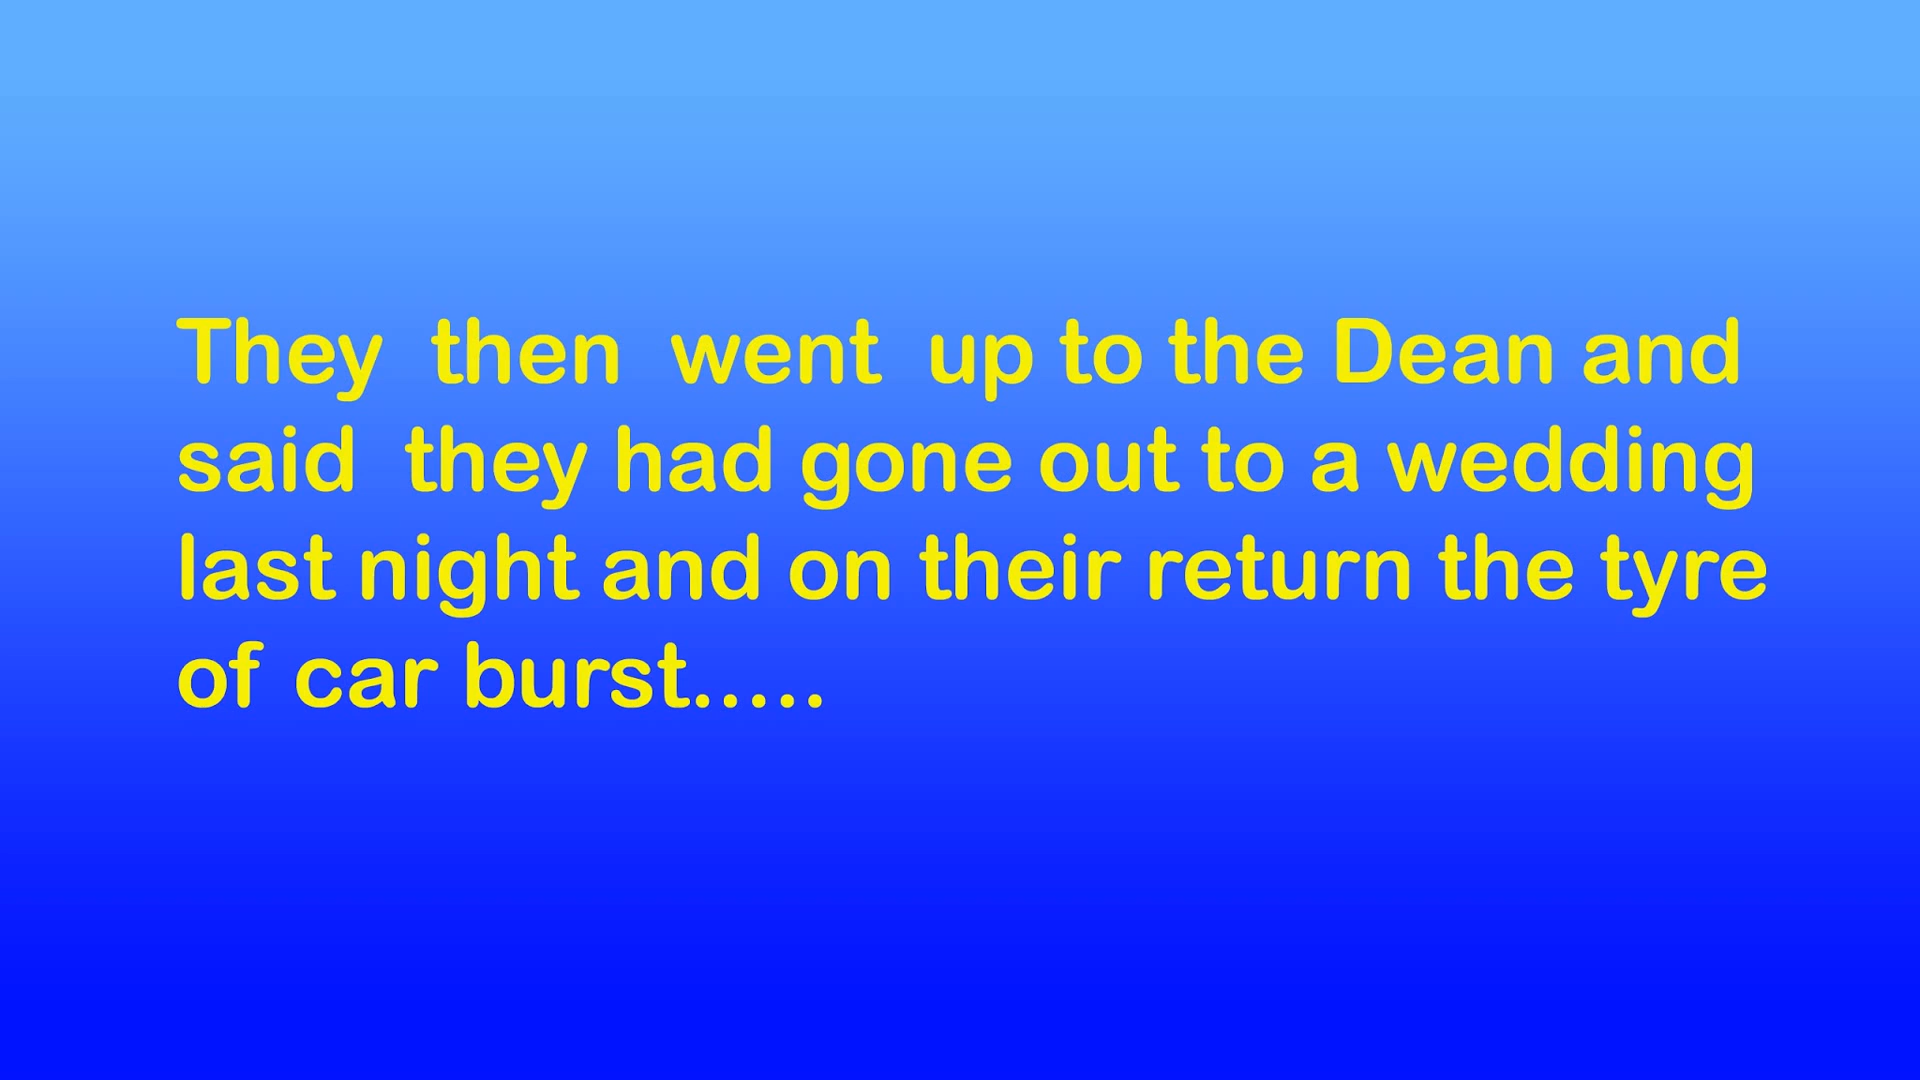 They then went up to the Dean and
said they had gone out to a wedding
last night and on their return the tyre
of car burst.....